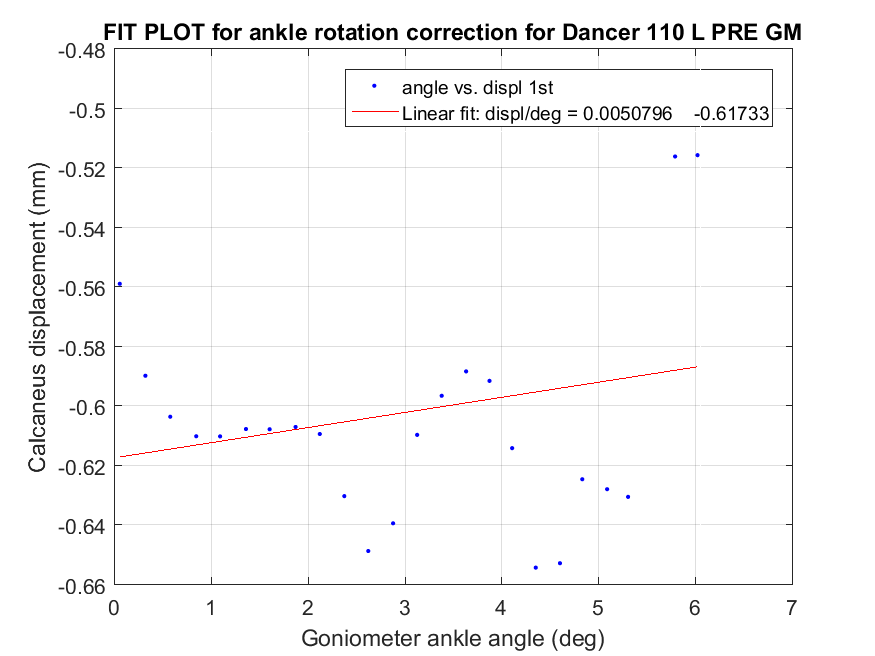 FIT PLOT for ankle rotation correction for Dancer 110 L PRE GM
angle vs. displ 1st
Linear fit: displ/deg = 0.0050796 -0.61733
Calcaneus displacement (mm)
-0.48
-0.5
-0.52
-0.54
-0.56
-0.58
-0.6
-0.62
-0.64
-0.66
0 1 2 3 4 5 6 7
Goniometer ankle angle (deg)